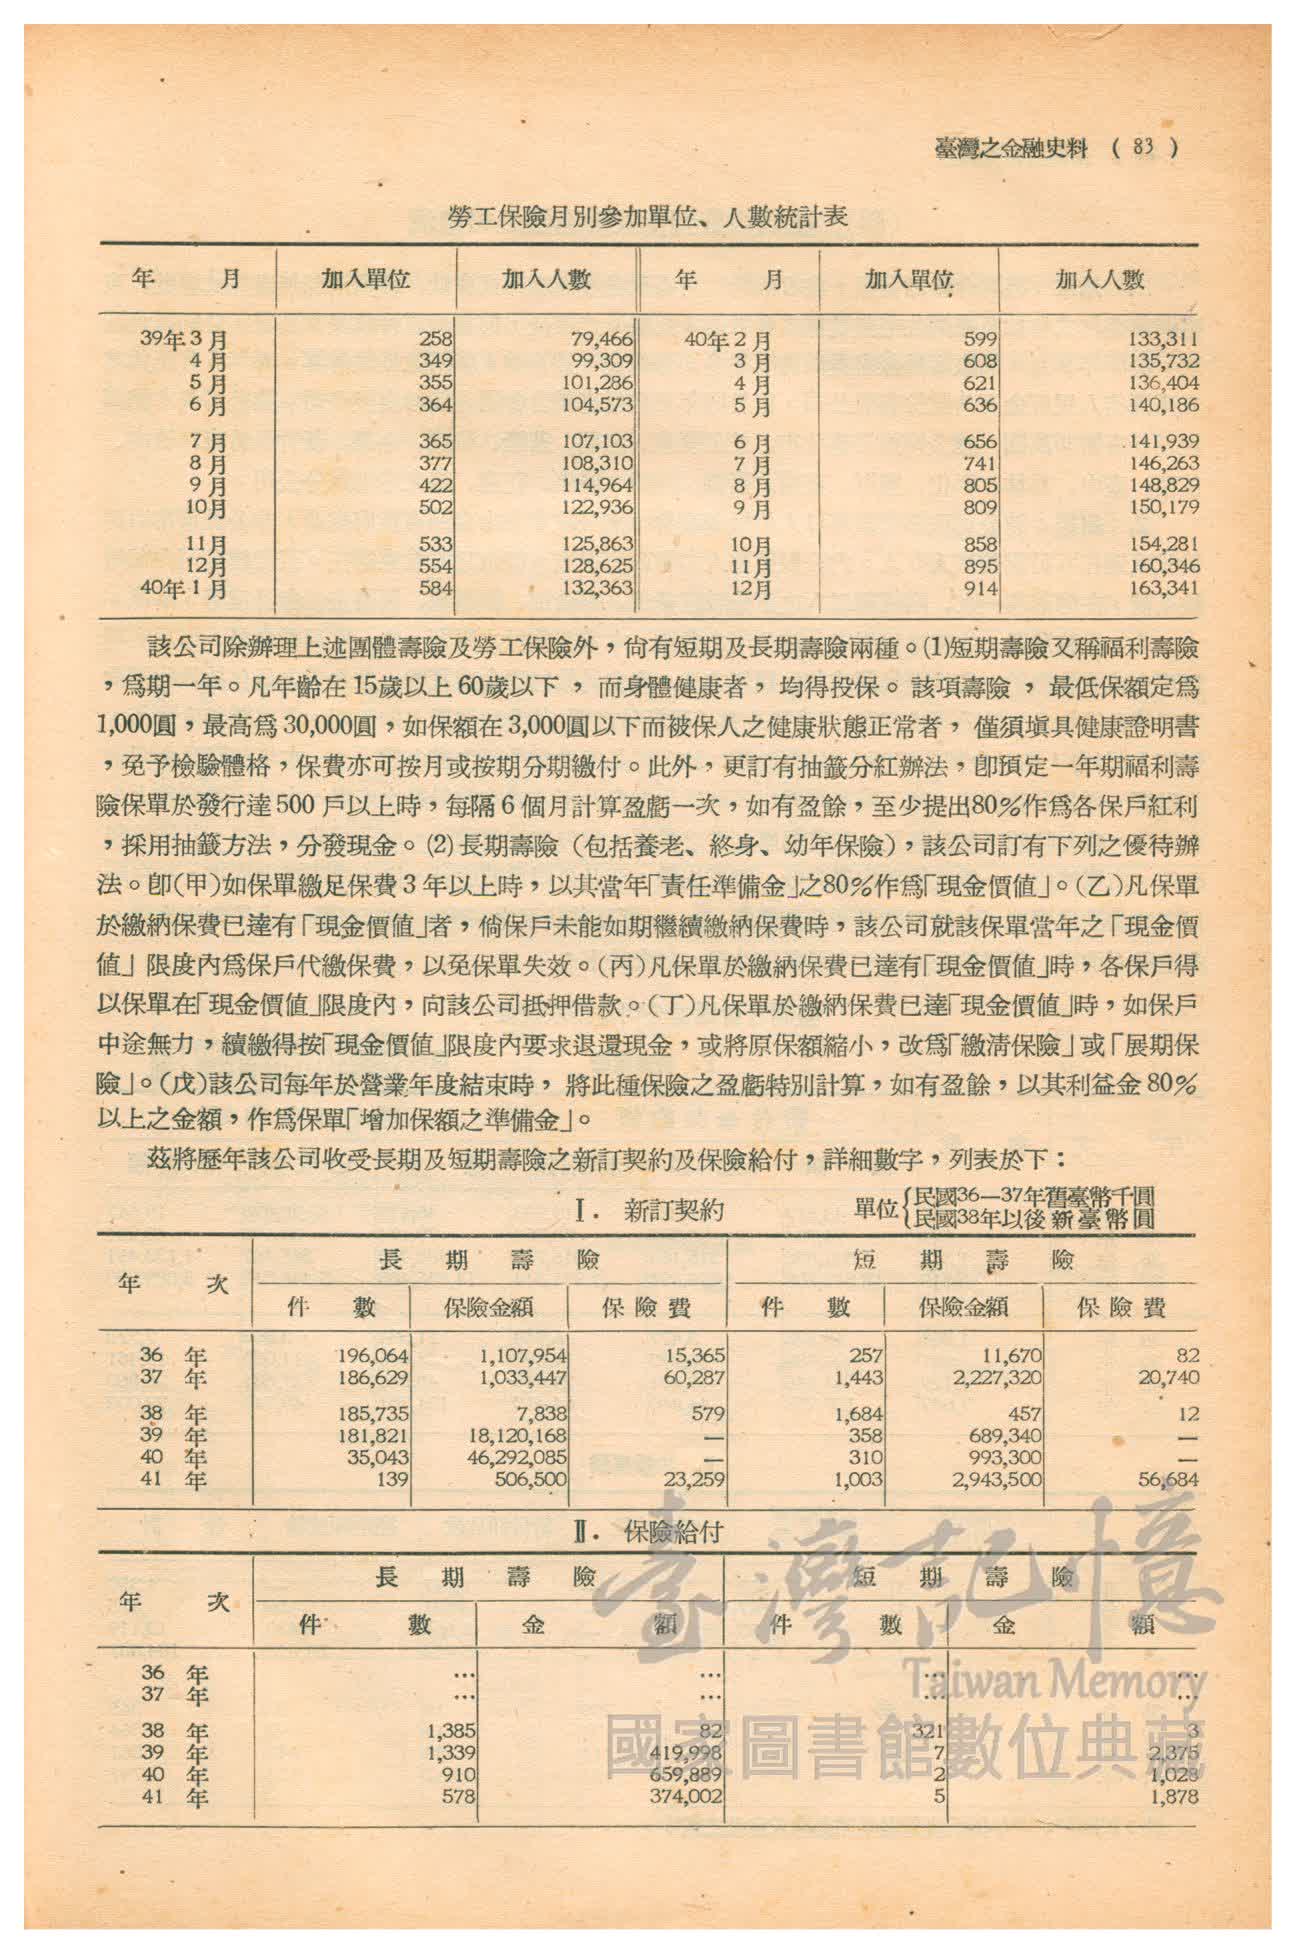 臺灣之金融史料 ( 83 )
勞工保險月別參加單位、人數統計表
年 月 加入單位 加入人數 年 月 加入單位 加入人數
39年 3 月 258 79,466 40年 2 月 599 133,311
4 月 349 99,309 3 月 608 135,732
5 月 355 101,286 4 月 621 136,404
6 月 364 104,573 5 月 636 140,186
7 月 365 107,103 6 月 656 141,939
8 月 377 108,310 7 月 741 146,263
9 月 422 114,964 8 月 805 148,829
10月 502 122,936 9 月 809 150,179
11月 533 125,863 10月 858 154,281
12月 554 128,625 11月 895 160,346
40年 1 月 584 132,363 12月 914 163,341
該公司除辦理上述團體壽險及勞工保險外，尙有短期及長期壽險兩種。(1)短期壽險又稱福利壽險
，爲期一年。凡年齡在15歲以上60歲以下，而身體健康者，均得投保。該項壽險，最低保額定爲
1,000圓，最高爲30,000圓，如保額在3,000圓以下而被保人之健康狀態正常者，僅須塡具健康證明書
，免予檢驗體格，保費亦可按月或按期分期繳付。此外，更訂有抽籤分紅辦法，卽預定一年期福利壽
險保單於發行達500戶以上時，每隔6個月計算盈虧一次，如有盈餘，至少提出80%作爲各保戶紅利
，採用抽籤方法，分發現金。(2)長期壽險（包括養老、終身、幼年保險），該公司訂有下列之優待辦
法。卽(甲)如保單繳足保費3年以上時，以其當年「責任準備金」之80%作爲「現金價值」。(乙)凡保單
於繳納保費已達有「現金價值」者，倘保戶未能如期繼續繳納保費時，該公司就該保單當年之「現金價
值」限度內爲保戶代繳保費，以免保單失效。(丙)凡保單於繳納保費已達有「現金價值」時，各保戶得
以保單在「現金價值」限度內，向該公司抵押借款。(丁)凡保單於繳納保費已達「現金價值」時，如保戶
中途無力，續繳得按「現金價值」限度內要求退還現金，或將原保額縮小，改爲「繳淸保險」或「展期保
險」。(戊)該公司每年於營業年度結束時，將此種保險之盈虧特別計算，如有盈餘，以其利益金80%
以上之金額，作爲保單「增加保額之準備金」。
茲將歷年該公司收受長期及短期壽險之新訂契約及保險給付，詳細數字，列表於下：
Ⅰ. 新訂契約 單位{民國36—37年舊臺幣千圓
民國38年以後新臺幣圓
年 次 長期壽險 短期壽險
件數 保險金額 保險費 件數 保險金額 保險費
36 年 196,064 1,107,954 15,365 257 11,670 82
37 年 186,629 1,033,447 60,287 1,443 2,227,320 20,740
38 年 185,735 7,838 579 1,684 457 12
39 年 181,821 18,120,168 — 358 689,340 —
40 年 35,043 46,292,085 — 310 993,300 —
41 年 139 506,500 23,259 1,003 2,943,500 56,684
Ⅱ. 保險給付
年 次 長期壽險 短期壽險
件數 金額 件數 金額
36 年 … … … …
37 年 … … … …
38 年 1,385 82 321 3
39 年 1,339 419,998 7 2,375
40 年 910 659,889 2 1,028
41 年 578 374,002 5 1,878
臺灣記憶
Taiwan Memory
國家圖書館數位典藏